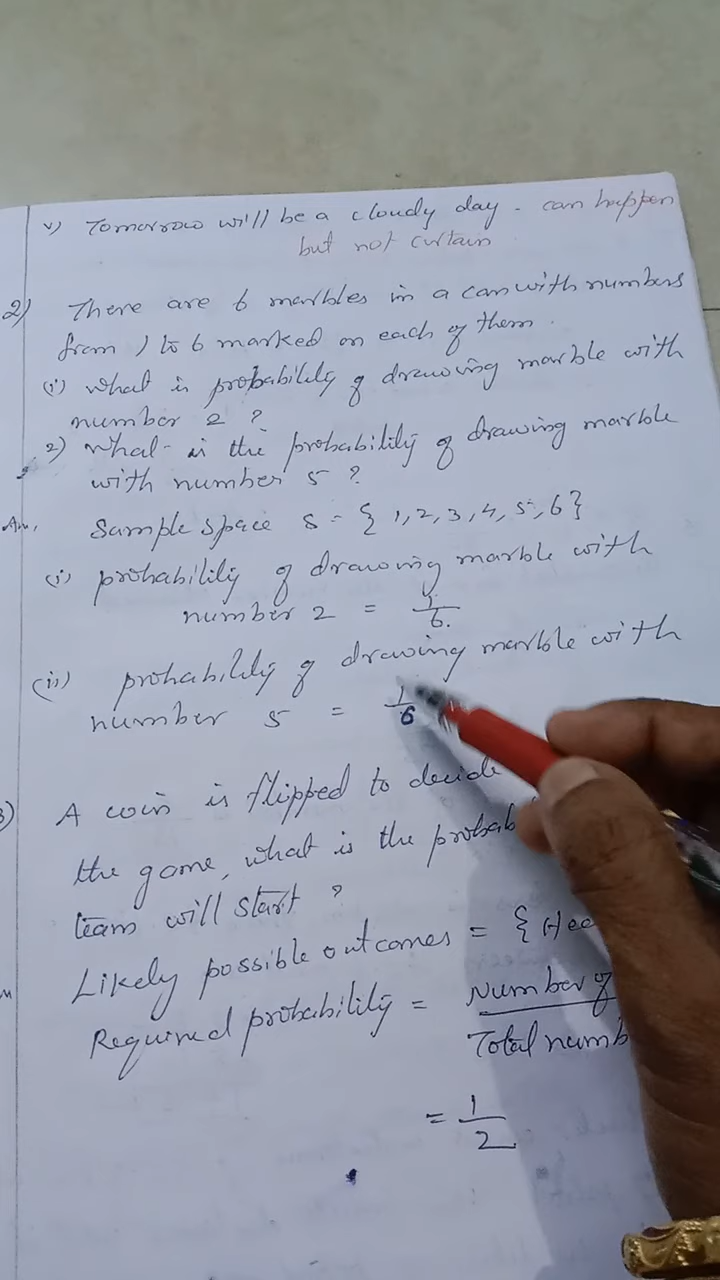 v) Tomorrow will be a cloudy day - can happen
but not curtain
2) There are 6 marbles in a can with numbers
from 1 to 6 marked on each of them.
(i) what is probability of drawing marble with
number 2 ?
2) what is the probability of drawing marble
with number 5 ?
Ans, Sample space S = { 1, 2, 3, 4, 5, 6 }
(i) probability of drawing marble with
number 2 = 1/6.
(ii) probability of drawing marble with
number 5 = 1/6
3) A coin is flipped to decide
the game, what is the probab
team will start ?
Likely possible outcomes = { Hea
Required probability = Number of
Total numb
= 1/2